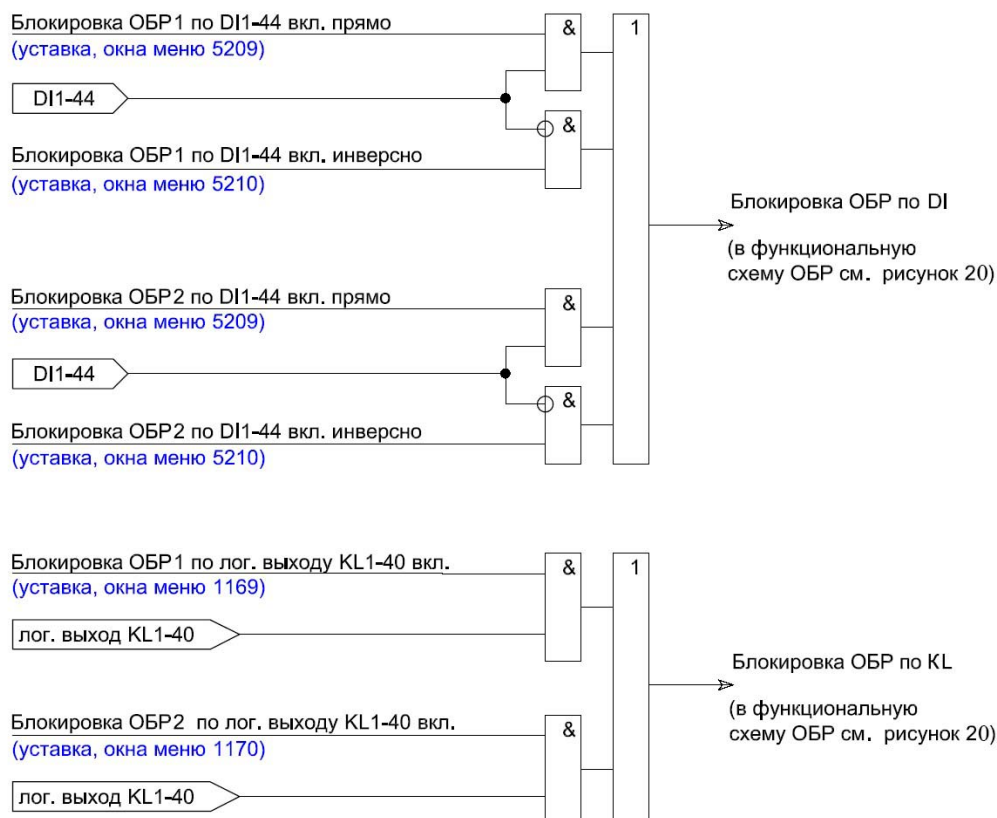 Блокировка ОБР1 по DI1-44 вкл. прямо
(уставка, окна меню 5209)
& 1
DI1-44
&
Блокировка ОБР1 по DI1-44 вкл. инверсно
(уставка, окна меню 5210)
Блокировка ОБР по DI
(в функциональную
схему ОБР см. рисунок 20)
Блокировка ОБР2 по DI1-44 вкл. прямо
(уставка, окна меню 5209)
&
DI1-44
&
Блокировка ОБР2 по DI1-44 вкл. инверсно
(уставка, окна меню 5210)
Блокировка ОБР1 по лог. выходу KL1-40 вкл.
(уставка, окна меню 1169)
& 1
лог. выход KL1-40
Блокировка ОБР по KL
(в функциональную
схему ОБР см. рисунок 20)
Блокировка ОБР2 по лог. выходу KL1-40 вкл.
(уставка, окна меню 1170)
&
лог. выход KL1-40